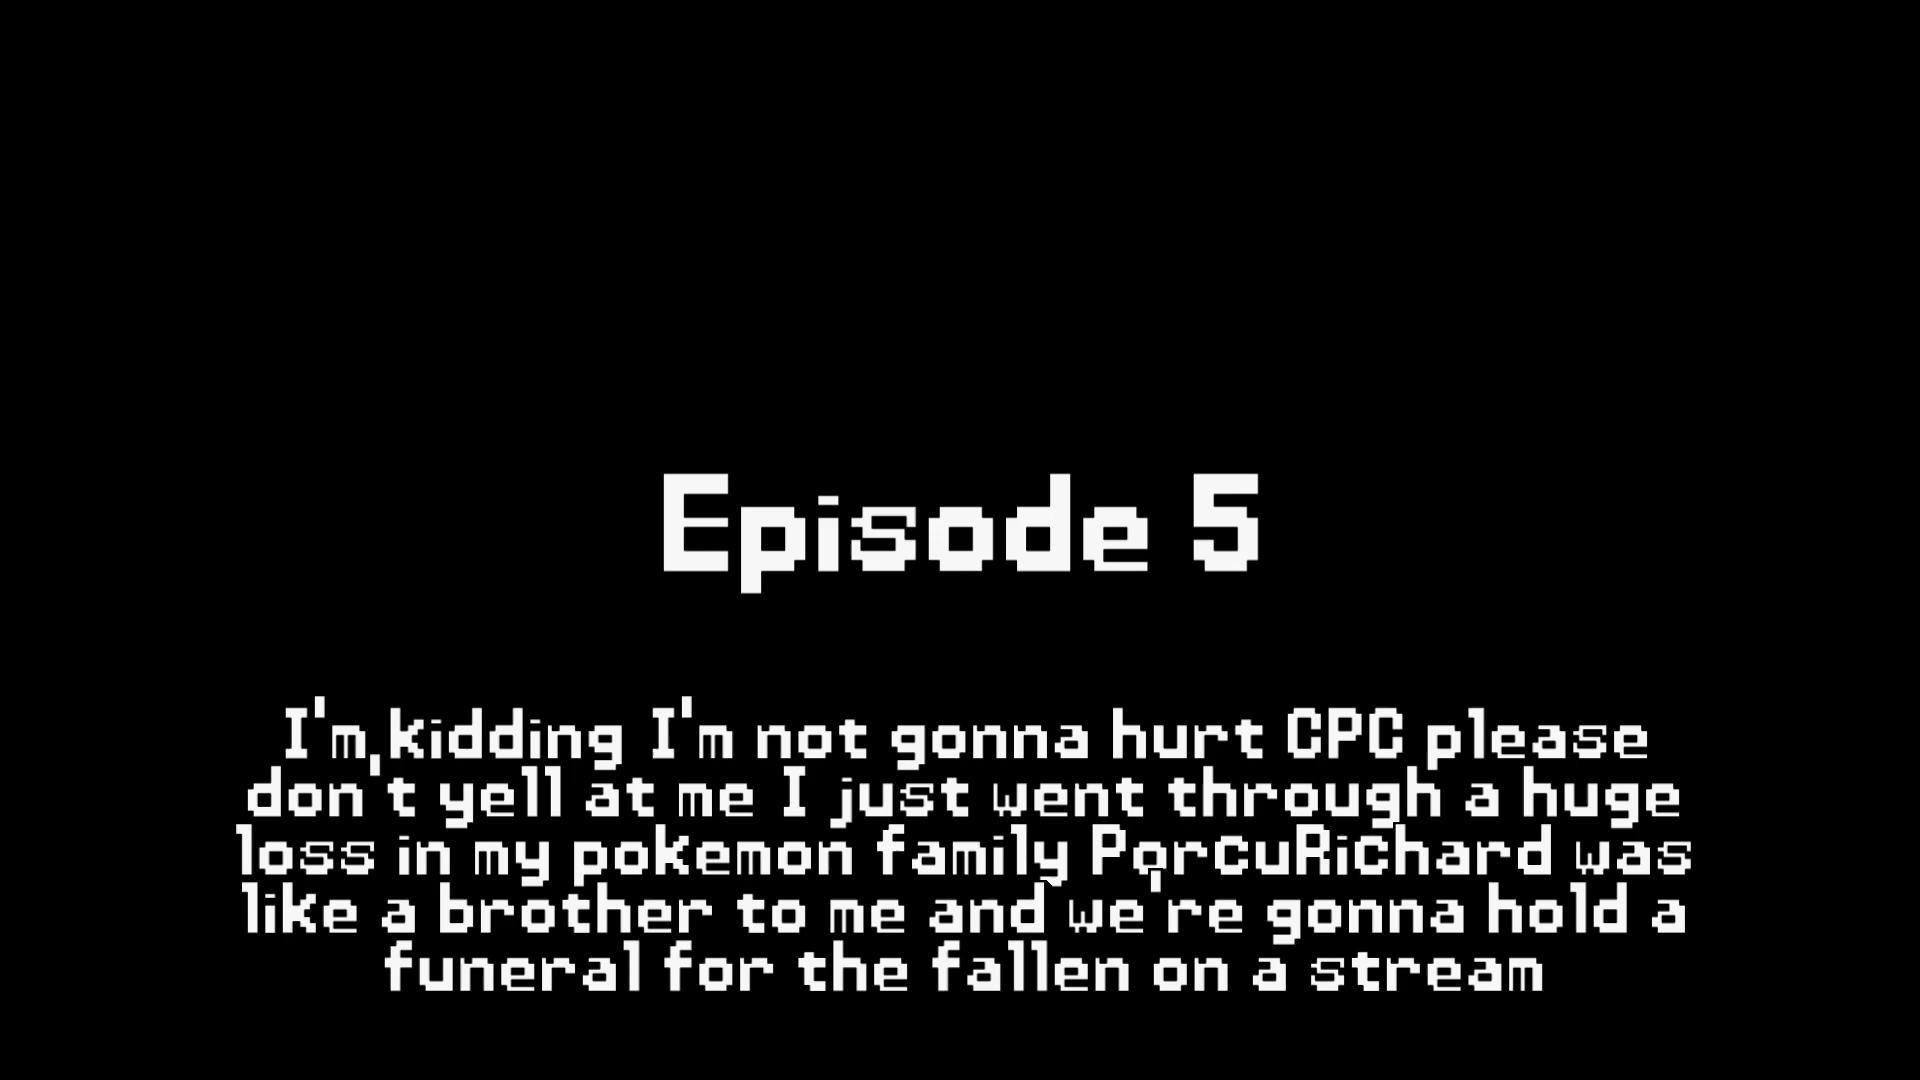 Episode 5
I'm kidding I'm not gonna hurt CPC please
don't yell at me I just went through a huge
loss in my pokemon family PorcuRichard was
like a brother to me and we're gonna hold a
funeral for the fallen on a stream